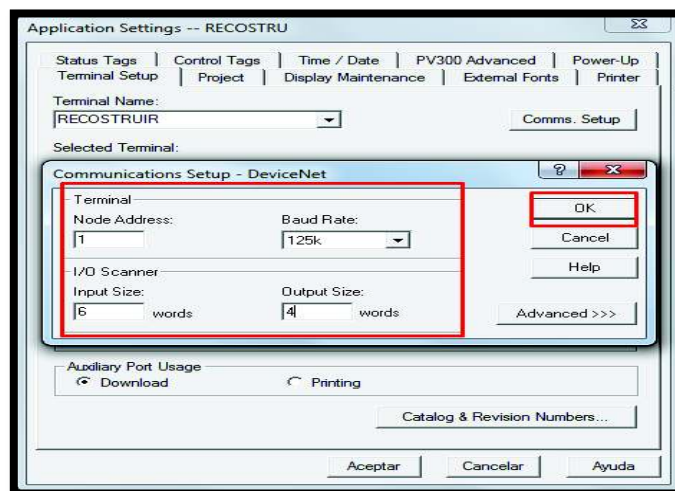 Application Settings -- RECOSTRU
Status Tags Control Tags Time / Date PV300 Advanced Power-Up
Terminal Setup Project Display Maintenance External Fonts Printer
Terminal Name:
RECOSTRUIR Comms. Setup
Selected Terminal:
Communications Setup - DeviceNet
Terminal
Node Address: Baud Rate:
1 125k
OK
Cancel
I/O Scanner
Input Size: Output Size:
6 words 4 words
Help
Advanced >>>
Auxiliary Port Usage
Download Printing
Catalog & Revision Numbers...
Aceptar Cancelar Ayuda